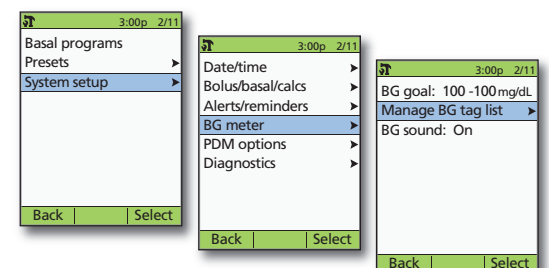 3:00p 2/11
Basal programs
Presets
System setup
Back Select
3:00p 2/11
Date/time
Bolus/basal/calcs
Alerts/reminders
BG meter
PDM options
Diagnostics
Back Select
3:00p 2/11
BG goal: 100 -100 mg/dL
Manage BG tag list
BG sound: On
Back Select